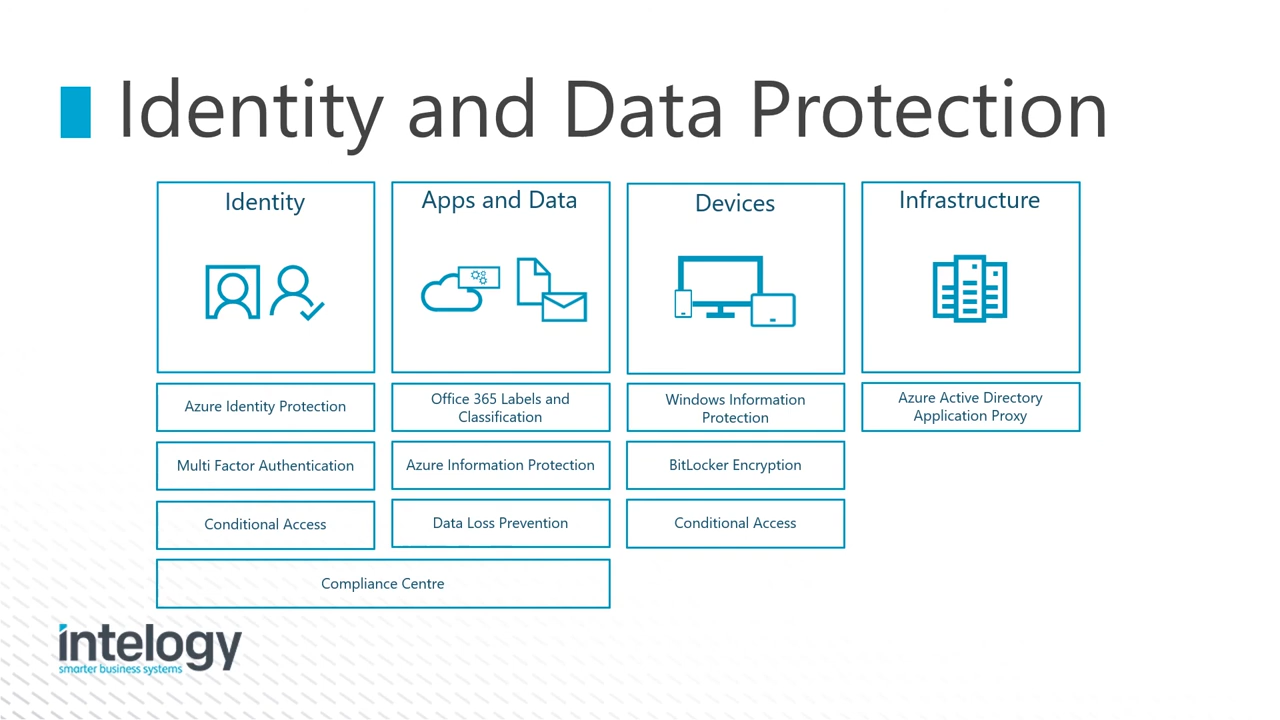 Identity and Data Protection
Identity
Apps and Data
Devices
Infrastructure
Azure Identity Protection
Office 365 Labels and
Classification
Windows Information
Protection
Azure Active Directory
Application Proxy
Multi Factor Authentication
Azure Information Protection
BitLocker Encryption
Conditional Access
Data Loss Prevention
Conditional Access
Compliance Centre
intelogy
smarter business systems